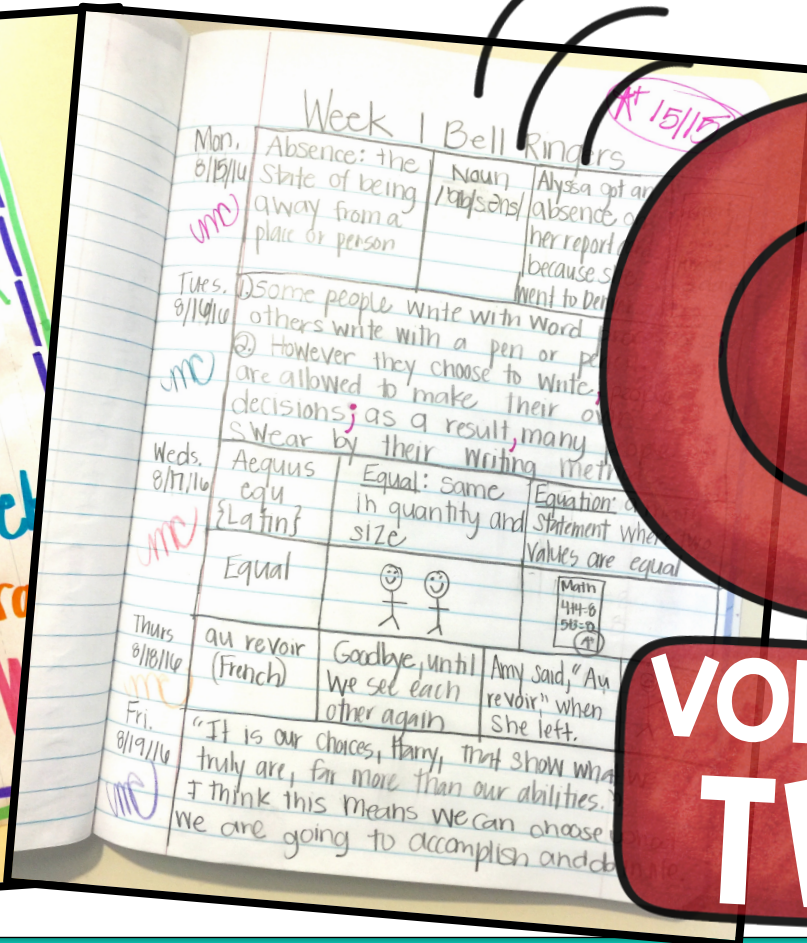 Week 1 Bell Ringers
A+ 15/15
Mon.
8/15/16
Absence: the
State of being
away from a
place or person
Noun
Alyssa got an
absence
her report
because
went to
Tues.
8/16/16
① Some people write with Word
others write with a pen or
② However they choose to write,
are allowed to make their
decisions; as a result, many
swear by their writing
Weds.
8/17/16
Aequus
equ
{Latin}
Equal: Same
in quantity and
size
Equation:
Statement where two
values are equal
Equal
Math
4+4=8
A+
Thurs
8/18/16
au revoir
(French)
Goodbye, until
we see each
other again
Amy said, "Au
revoir" when
she left.
Fri.
8/19/16
"It is our choices, Harry, that show what
truly are, far more than our abilities."
I think this means we can choose
we are going to accomplish and